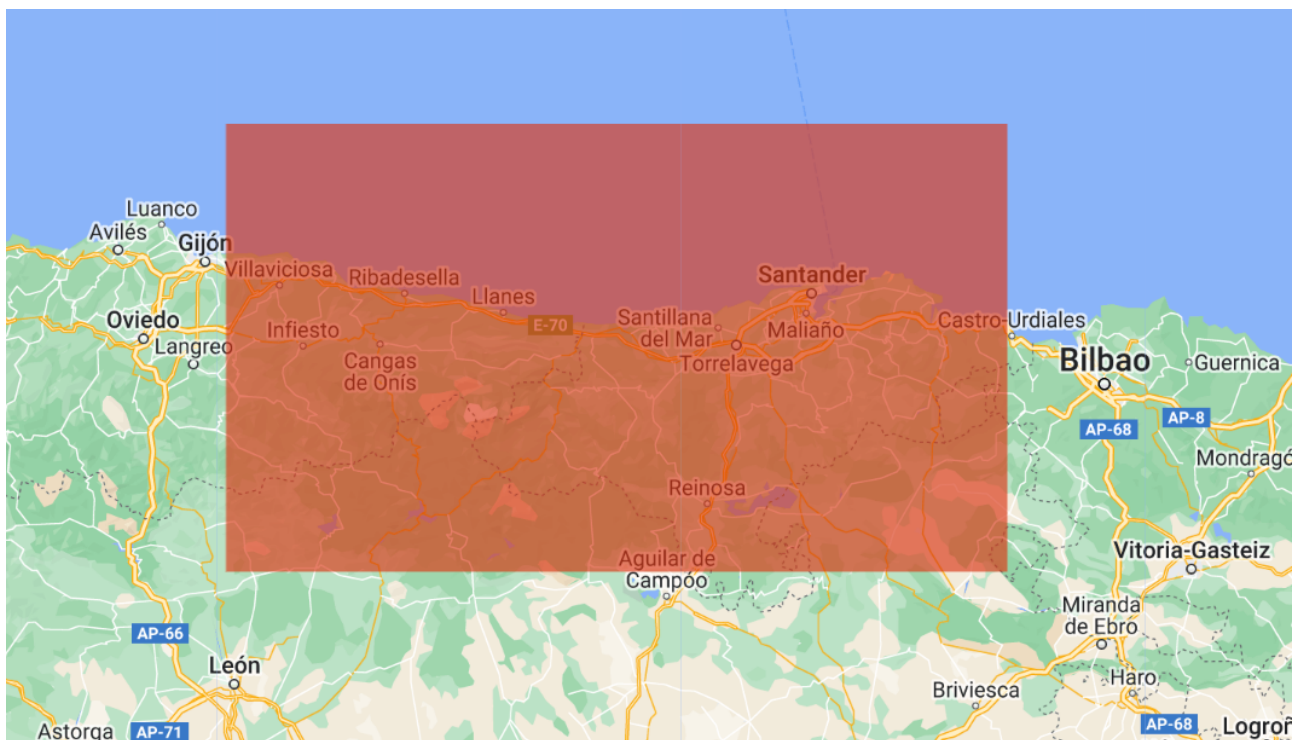 Luanco
Avilés
Gijón
Villaviciosa
Ribadesella
Santander
Llanes
E-70
Santillana
del Mar
Maliaño
Castro-Urdiales
Oviedo
Infiesto
Langreo
Cangas
de Onís
Torrelavega
Bilbao
Guernica
AP-8
AP-68
Mondragó
Reinosa
Aguilar de
Campóo
Vitoria-Gasteiz
Miranda
de Ebro
AP-66
León
Briviesca
Haro
Astorga
AP-71
AP-68
Logroñ